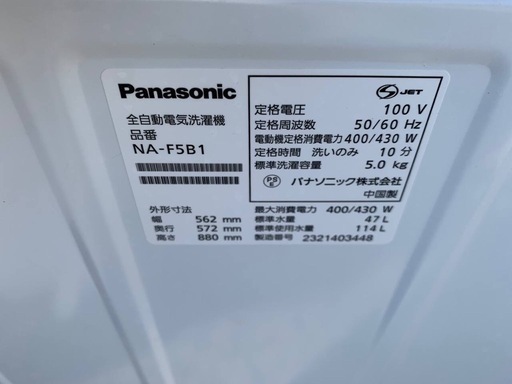 Panasonic
全自動電気洗濯機
品番
NA-F5B1
外形寸法
幅 562 mm
奥行 572 mm
高さ 880 mm
S JET
定格電圧 100 V
定格周波数 50/60 Hz
電動機定格消費電力 400/430 W
定格時間 洗いのみ 10 分
標準洗濯容量 5.0 kg
PS E パナソニック株式会社
中国製
最大消費電力 400/430 W
標準水量 47 L
標準使用水量 114 L
製造番号 2321403448